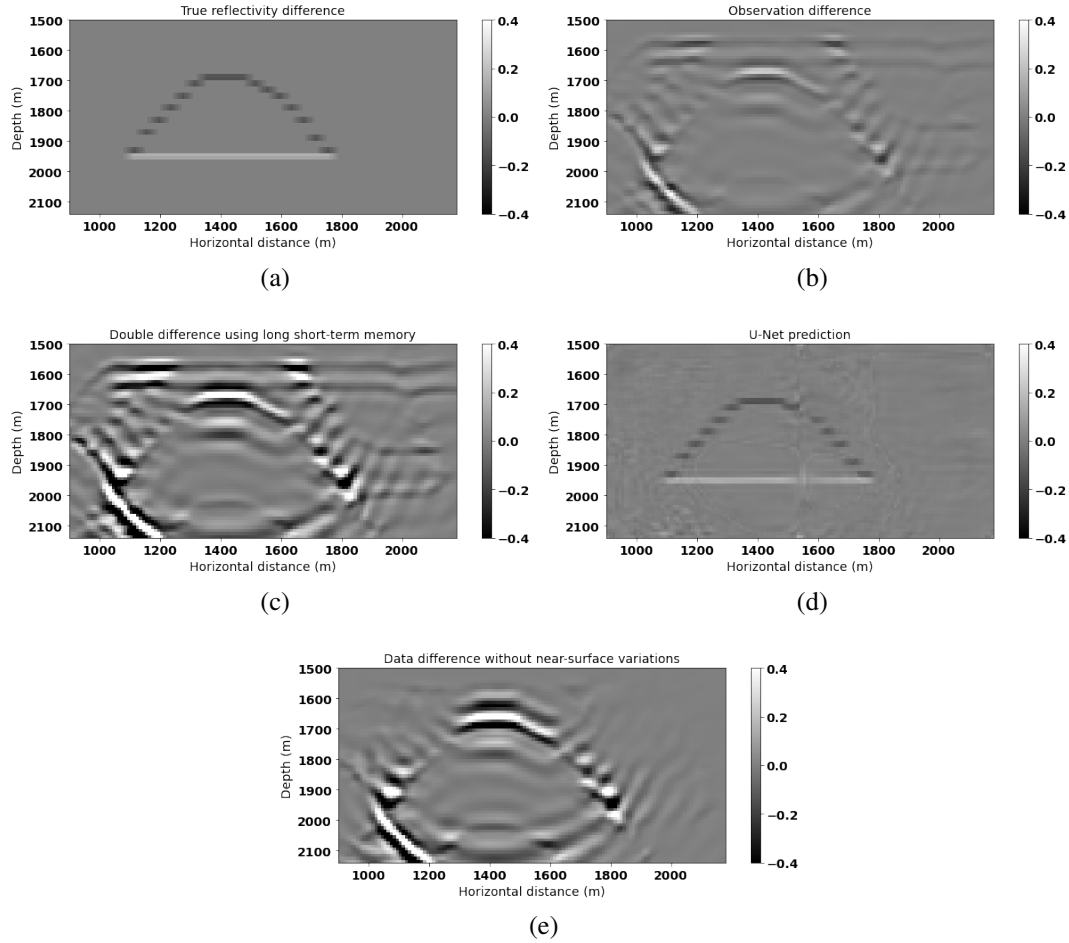 True reflectivity difference
1500
1600
1700
1800
1900
2000
2100
Depth (m)
1000 1200 1400 1600 1800 2000
Horizontal distance (m)
0.4
0.2
0.0
−0.2
−0.4
(a)
Observation difference
1500
1600
1700
1800
1900
2000
2100
Depth (m)
1000 1200 1400 1600 1800 2000
Horizontal distance (m)
0.4
0.2
0.0
−0.2
−0.4
(b)
Double difference using long short-term memory
1500
1600
1700
1800
1900
2000
2100
Depth (m)
1000 1200 1400 1600 1800 2000
Horizontal distance (m)
0.4
0.2
0.0
−0.2
−0.4
(c)
U-Net prediction
1500
1600
1700
1800
1900
2000
2100
Depth (m)
1000 1200 1400 1600 1800 2000
Horizontal distance (m)
0.4
0.2
0.0
−0.2
−0.4
(d)
Data difference without near-surface variations
1500
1600
1700
1800
1900
2000
2100
Depth (m)
1000 1200 1400 1600 1800 2000
Horizontal distance (m)
0.4
0.2
0.0
−0.2
−0.4
(e)